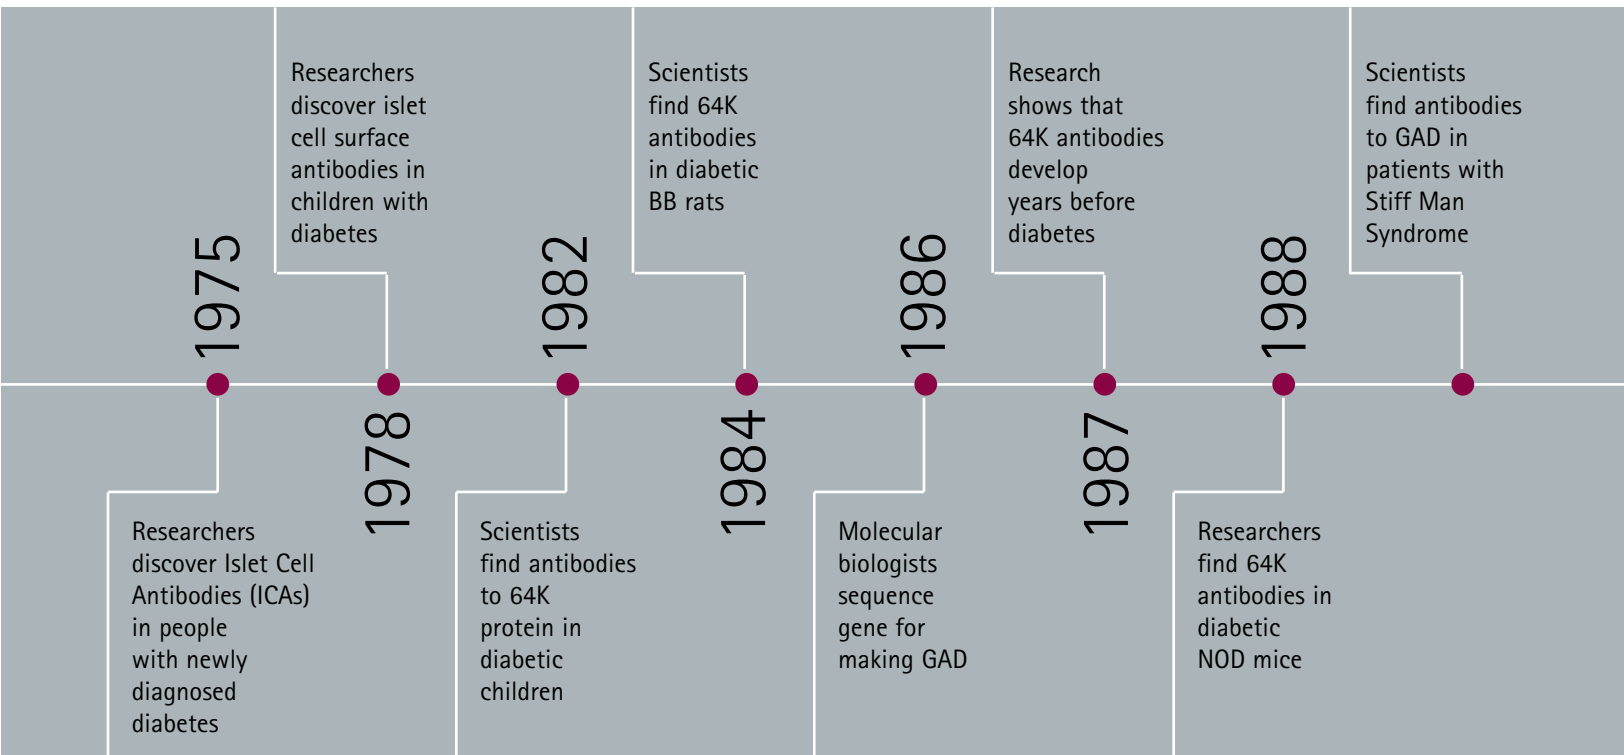 1975
Researchers
discover Islet Cell
Antibodies (ICAs)
in people
with newly
diagnosed
diabetes
1978
Researchers
discover islet
cell surface
antibodies in
children with
diabetes
1982
Scientists
find antibodies
to 64K
protein in
diabetic
children
1984
Scientists
find 64K
antibodies
in diabetic
BB rats
1986
Molecular
biologists
sequence
gene for
making GAD
1987
Research
shows that
64K antibodies
develop
years before
diabetes
1988
Researchers
find 64K
antibodies in
diabetic
NOD mice
Scientists
find antibodies
to GAD in
patients with
Stiff Man
Syndrome